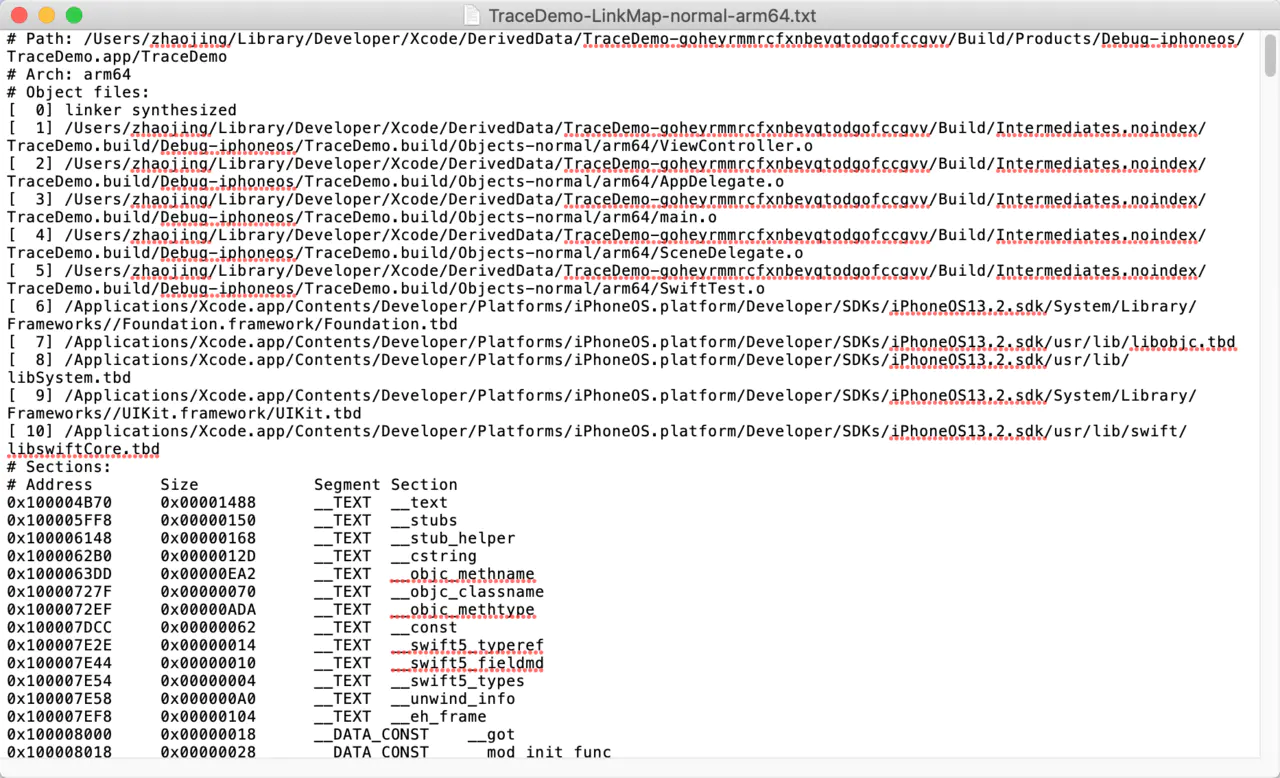 TraceDemo-LinkMap-normal-arm64.txt
# Path: /Users/zhaojing/Library/Developer/Xcode/DerivedData/TraceDemo-goheyrmmrcfxnbevqtodgofccgvv/Build/Products/Debug-iphoneos/
TraceDemo.app/TraceDemo
# Arch: arm64
# Object files:
[  0] linker synthesized
[  1] /Users/zhaojing/Library/Developer/Xcode/DerivedData/TraceDemo-goheyrmmrcfxnbevqtodgofccgvv/Build/Intermediates.noindex/
TraceDemo.build/Debug-iphoneos/TraceDemo.build/Objects-normal/arm64/ViewController.o
[  2] /Users/zhaojing/Library/Developer/Xcode/DerivedData/TraceDemo-goheyrmmrcfxnbevqtodgofccgvv/Build/Intermediates.noindex/
TraceDemo.build/Debug-iphoneos/TraceDemo.build/Objects-normal/arm64/AppDelegate.o
[  3] /Users/zhaojing/Library/Developer/Xcode/DerivedData/TraceDemo-goheyrmmrcfxnbevqtodgofccgvv/Build/Intermediates.noindex/
TraceDemo.build/Debug-iphoneos/TraceDemo.build/Objects-normal/arm64/main.o
[  4] /Users/zhaojing/Library/Developer/Xcode/DerivedData/TraceDemo-goheyrmmrcfxnbevqtodgofccgvv/Build/Intermediates.noindex/
TraceDemo.build/Debug-iphoneos/TraceDemo.build/Objects-normal/arm64/SceneDelegate.o
[  5] /Users/zhaojing/Library/Developer/Xcode/DerivedData/TraceDemo-goheyrmmrcfxnbevqtodgofccgvv/Build/Intermediates.noindex/
TraceDemo.build/Debug-iphoneos/TraceDemo.build/Objects-normal/arm64/SwiftTest.o
[  6] /Applications/Xcode.app/Contents/Developer/Platforms/iPhoneOS.platform/Developer/SDKs/iPhoneOS13.2.sdk/System/Library/
Frameworks//Foundation.framework/Foundation.tbd
[  7] /Applications/Xcode.app/Contents/Developer/Platforms/iPhoneOS.platform/Developer/SDKs/iPhoneOS13.2.sdk/usr/lib/libobjc.tbd
[  8] /Applications/Xcode.app/Contents/Developer/Platforms/iPhoneOS.platform/Developer/SDKs/iPhoneOS13.2.sdk/usr/lib/
libSystem.tbd
[  9] /Applications/Xcode.app/Contents/Developer/Platforms/iPhoneOS.platform/Developer/SDKs/iPhoneOS13.2.sdk/System/Library/
Frameworks//UIKit.framework/UIKit.tbd
[ 10] /Applications/Xcode.app/Contents/Developer/Platforms/iPhoneOS.platform/Developer/SDKs/iPhoneOS13.2.sdk/usr/lib/swift/
libswiftCore.tbd
# Sections:
# Address	Size	Segment	Section
0x100004B70	0x00001488	__TEXT	__text
0x100005FF8	0x00000150	__TEXT	__stubs
0x100006148	0x00000168	__TEXT	__stub_helper
0x1000062B0	0x0000012D	__TEXT	__cstring
0x1000063DD	0x00000EA2	__TEXT	__objc_methname
0x10000727F	0x00000070	__TEXT	__objc_classname
0x1000072EF	0x00000ADA	__TEXT	__objc_methtype
0x100007DCC	0x00000062	__TEXT	__const
0x100007E2E	0x00000014	__TEXT	__swift5_typeref
0x100007E44	0x00000010	__TEXT	__swift5_fieldmd
0x100007E54	0x00000004	__TEXT	__swift5_types
0x100007E58	0x000000A0	__TEXT	__unwind_info
0x100007EF8	0x00000104	__TEXT	__eh_frame
0x100008000	0x00000018	__DATA_CONST	__got
0x100008018	0x00000028	__DATA_CONST	__mod_init_func